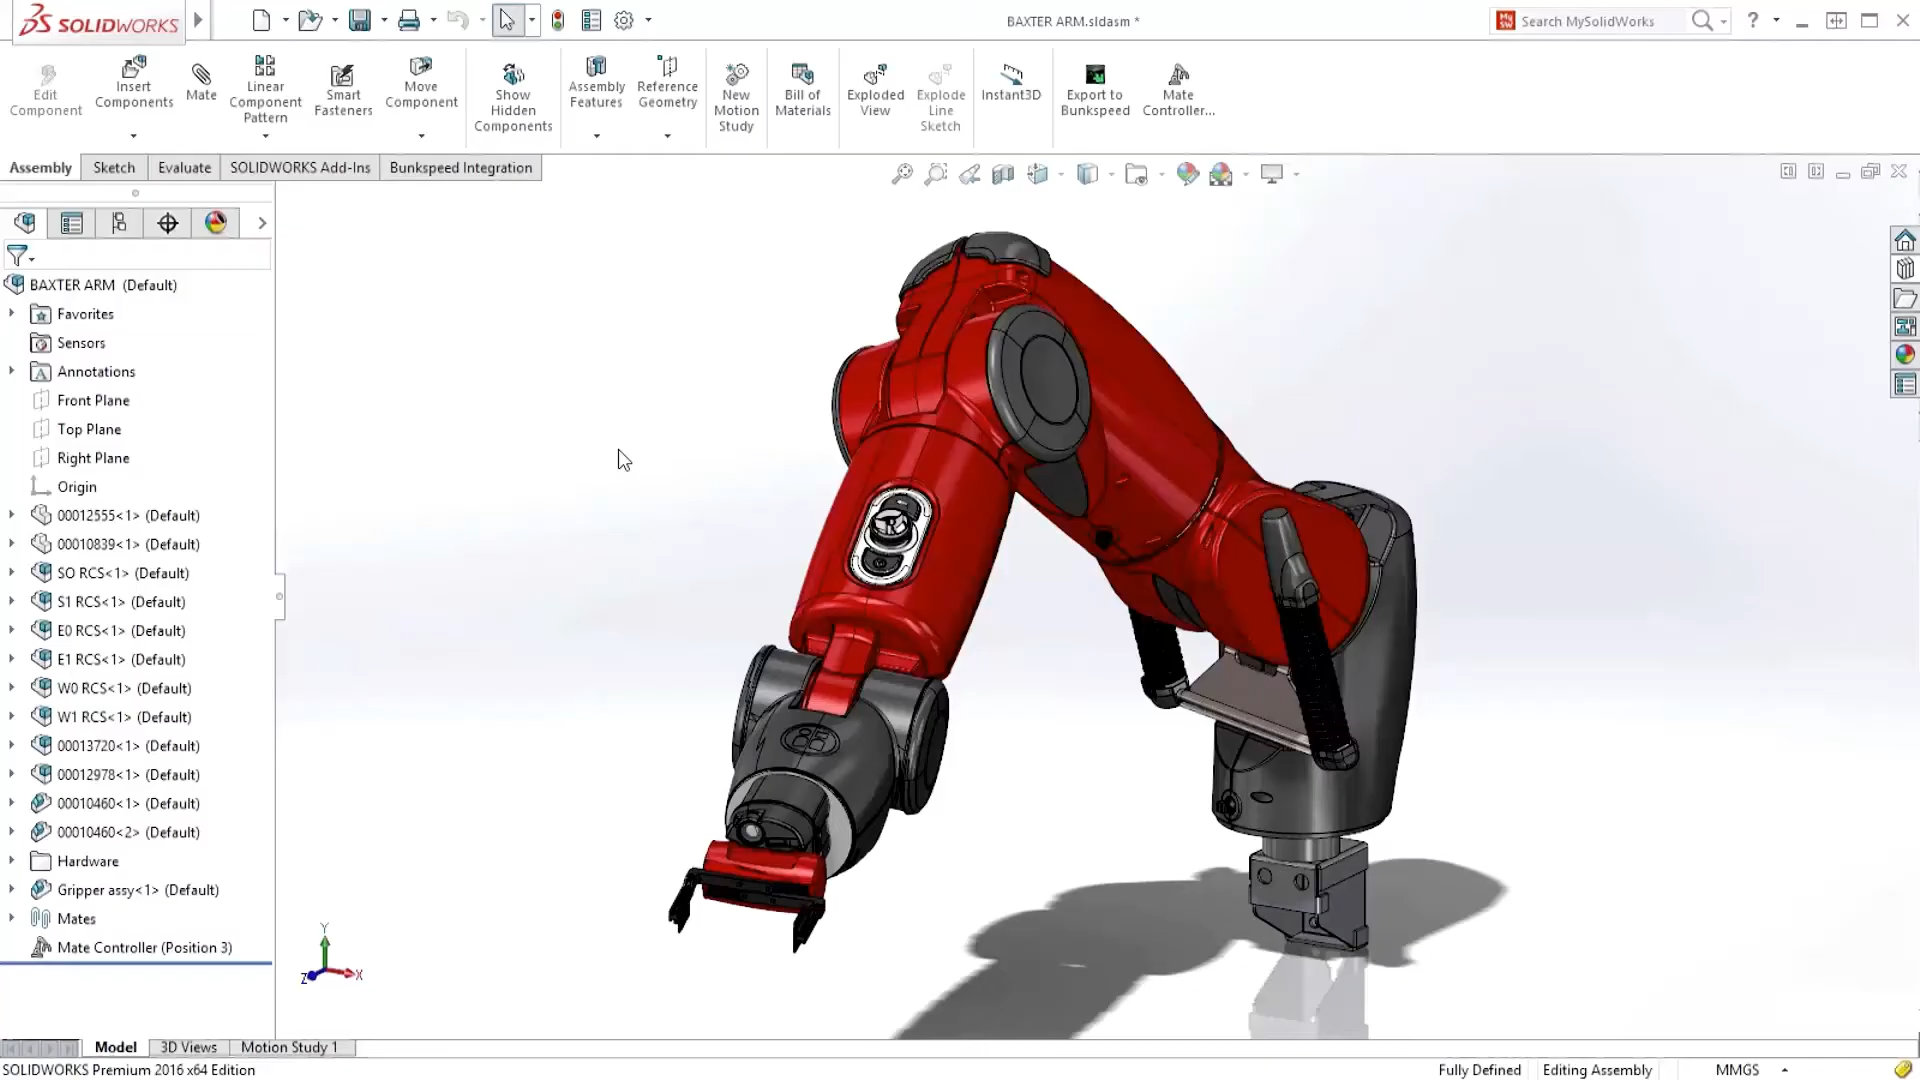 SOLIDWORKS
BAXTER ARM.sldasm *
Search MySolidWorks
?
Edit Component
Insert Components
Mate
Linear Component Pattern
Smart Fasteners
Move Component
Show Hidden Components
Assembly Features
Reference Geometry
New Motion Study
Bill of Materials
Exploded View
Explode Line Sketch
Instant3D
Export to Bunkspeed
Mate Controller...
Assembly
Sketch
Evaluate
SOLIDWORKS Add-Ins
Bunkspeed Integration
BAXTER ARM (Default)
Favorites
Sensors
Annotations
Front Plane
Top Plane
Right Plane
Origin
00012555<1> (Default)
00010839<1> (Default)
SO RCS<1> (Default)
S1 RCS<1> (Default)
E0 RCS<1> (Default)
E1 RCS<1> (Default)
W0 RCS<1> (Default)
W1 RCS<1> (Default)
00013720<1> (Default)
00012978<1> (Default)
00010460<1> (Default)
00010460<2> (Default)
Hardware
Gripper assy<1> (Default)
Mates
Mate Controller (Position 3)
Y
Z
X
Model
3D Views
Motion Study 1
SOLIDWORKS Premium 2016 x64 Edition
Fully Defined
Editing Assembly
MMGS